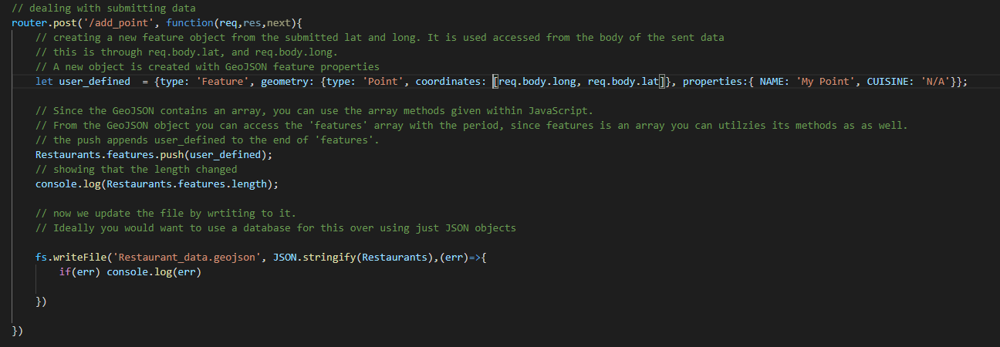 // dealing with submitting data
router.post('/add_point', function(req,res,next){
// creating a new feature object from the submitted lat and long. It is used accessed from the body of the sent data
// this is through req.body.lat, and req.body.long.
// A new object is created with GeoJSON feature properties
let user_defined  = {type: 'Feature', geometry: {type: 'Point', coordinates: [req.body.long, req.body.lat]}, properties:{ NAME: 'My Point', CUISINE: 'N/A'}};
// Since the GeoJSON contains an array, you can use the array methods given within JavaScript.
// From the GeoJSON object you can access the 'features' array with the period, since features is an array you can utilzies its methods as as well.
// the push appends user_defined to the end of 'features'.
Restaurants.features.push(user_defined);
// showing that the length changed
console.log(Restaurants.features.length);
// now we update the file by wrtiting to it.
// Ideally you would want to use a database for this over using just JSON objects
fs.writeFile('Restaurant_data.geojson', JSON.stringify(Restaurants),(err)=>{
if(err) console.log(err)
})
})